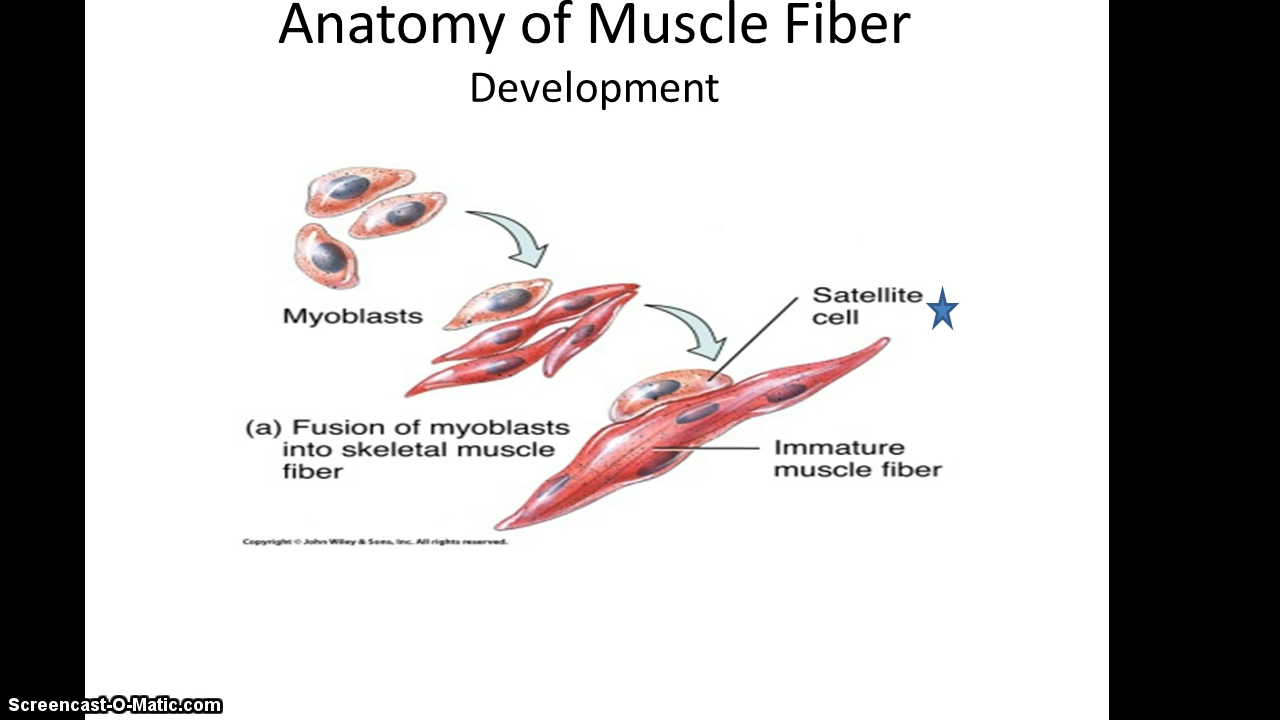 Anatomy of Muscle Fiber
Development
Myoblasts
Satellite
cell
(a) Fusion of myoblasts
into skeletal muscle
fiber
Immature
muscle fiber
Copyright © John Wiley & Sons, Inc. All rights reserved.
Screencast-O-Matic.com